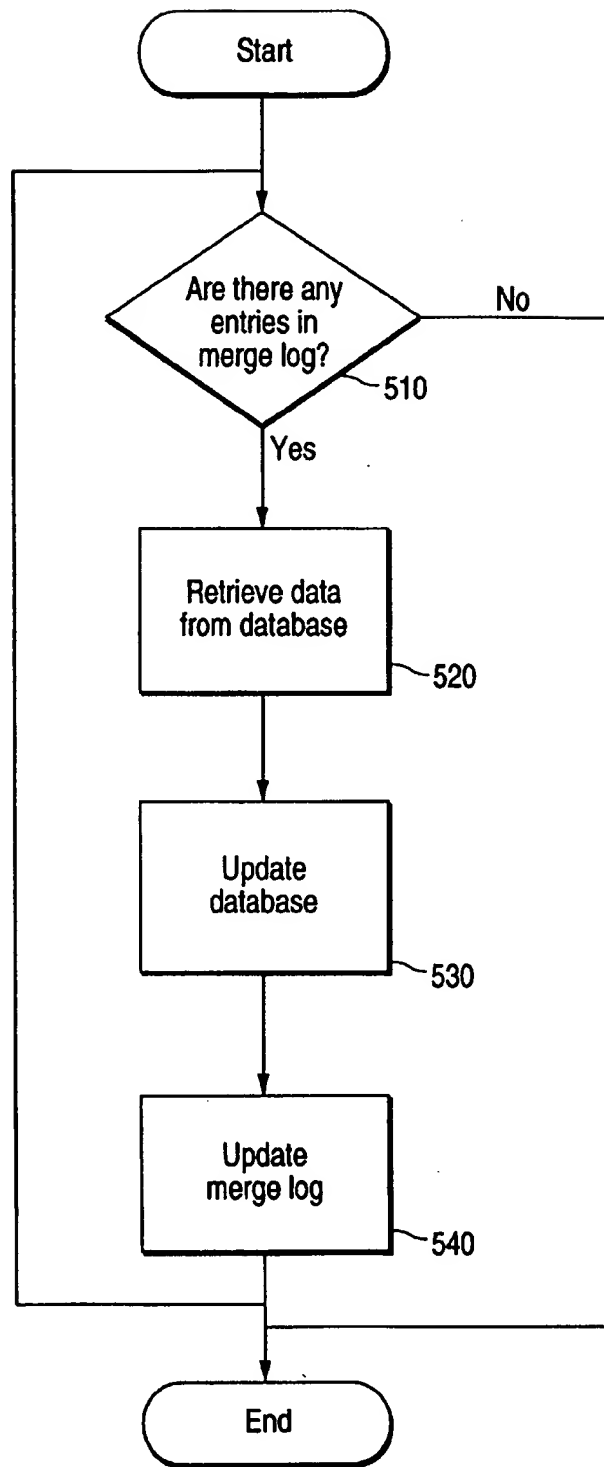 Start
Are there any
entries in
merge log?
No
510
Yes
Retrieve data
from database
520
Update
database
530
Update
merge log
540
End